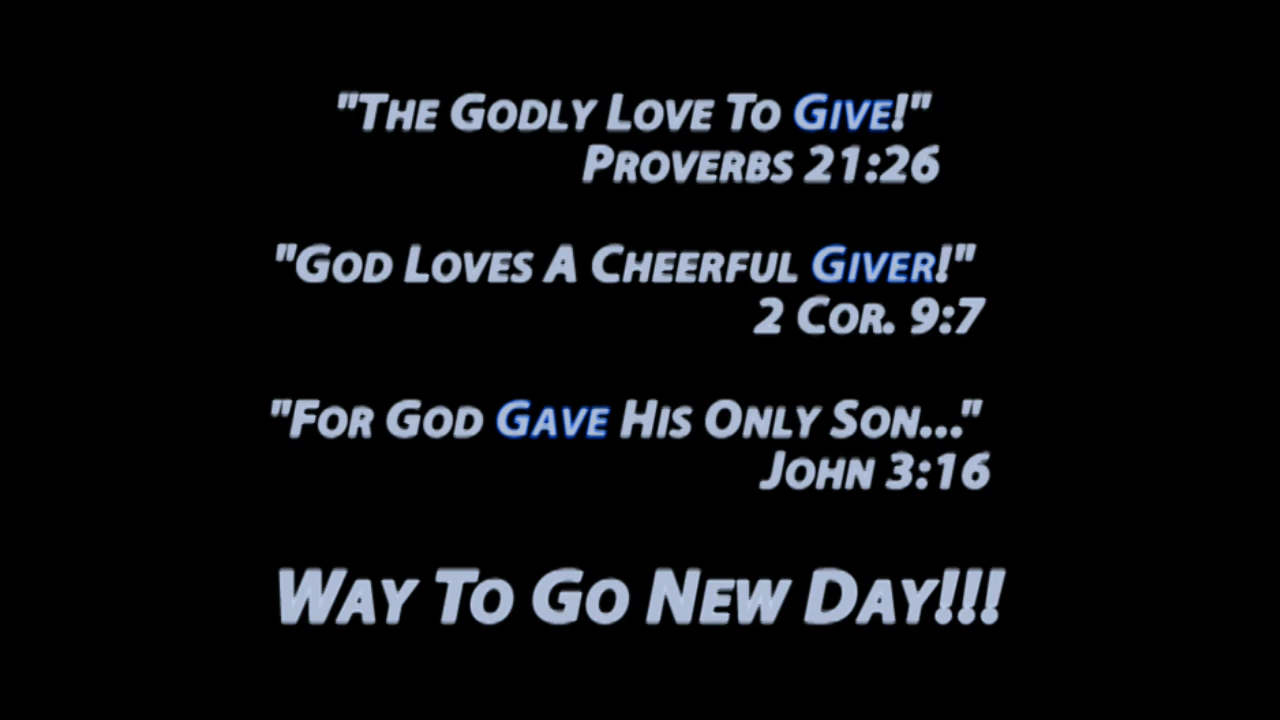 "The Godly Love To Give!"
Proverbs 21:26
"God Loves A Cheerful Giver!"
2 Cor. 9:7
"For God Gave His Only Son..."
John 3:16
Way To Go New Day!!!